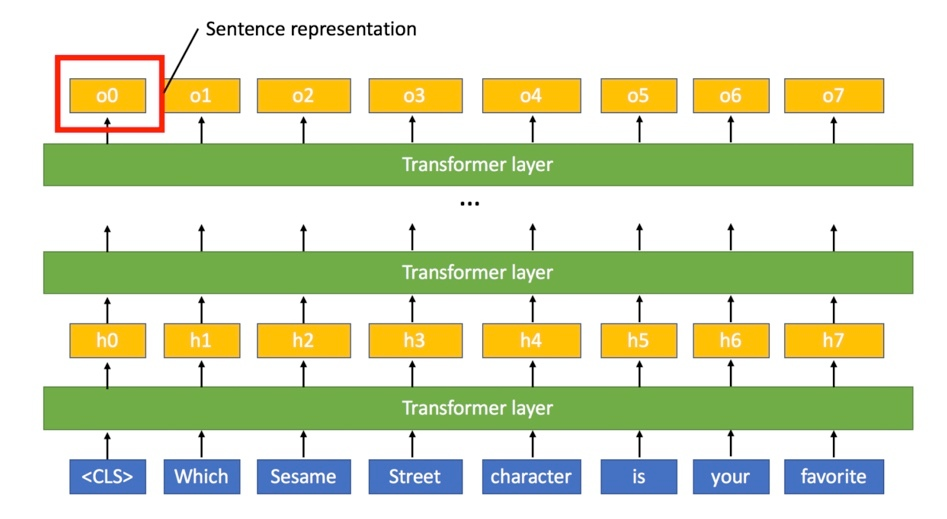 Sentence representation
o0 o1 o2 o3 o4 o5 o6 o7
Transformer layer
...
Transformer layer
h0 h1 h2 h3 h4 h5 h6 h7
Transformer layer
<CLS> Which Sesame Street character is your favorite